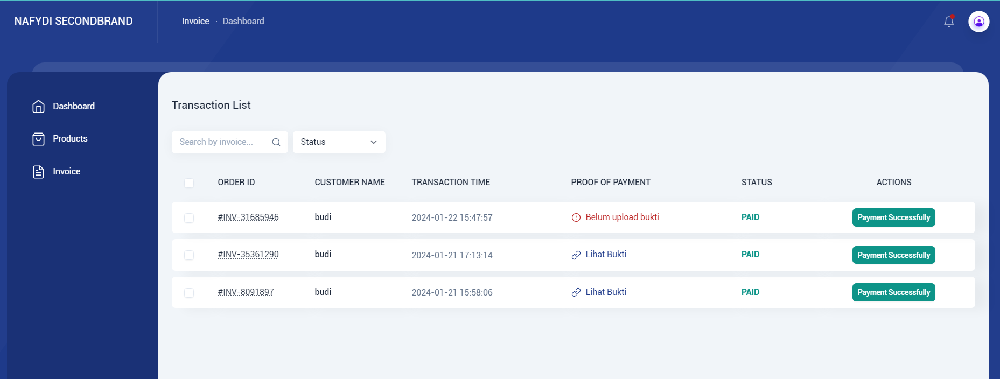 NAFYDI SECONDBRAND
Invoice > Dashboard
Dashboard
Products
Invoice
Transaction List
Search by invoice... Status
ORDER ID CUSTOMER NAME TRANSACTION TIME PROOF OF PAYMENT STATUS ACTIONS
#INV-31685946 budi 2024-01-22 15:47:57 Belum upload bukti PAID Payment Successfully
#INV-35361290 budi 2024-01-21 17:13:14 Lihat Bukti PAID Payment Successfully
#INV-8091897 budi 2024-01-21 15:58:06 Lihat Bukti PAID Payment Successfully